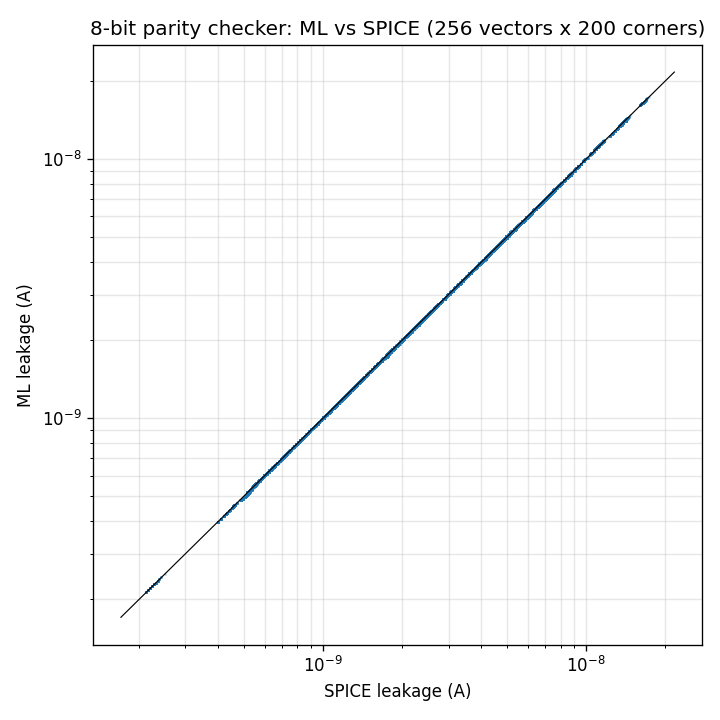 8-bit parity checker: ML vs SPICE (256 vectors x 200 corners)
10⁻⁸
10⁻⁹
ML leakage (A)
10⁻⁹ 10⁻⁸
SPICE leakage (A)